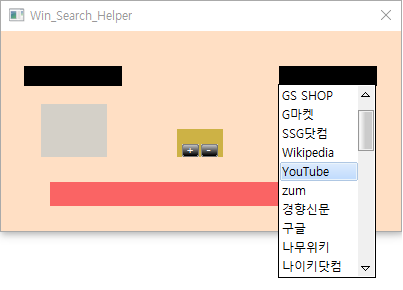 Win_Search_Helper
GS SHOP
G마켓
SSG닷컴
Wikipedia
YouTube
zum
경향신문
구글
나무위키
나이키닷컴
+ −